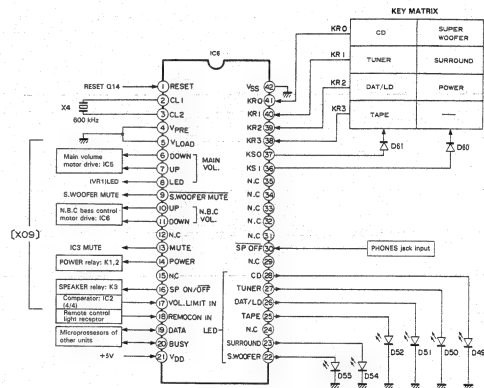 KEY MATRIX
KR0 CD SUPER WOOFER
KR1 TUNER SURROUND
KR2 DAT/LD POWER
KR3 TAPE —
D61 D60
IC6
RESET Q14 1 RESET
X4 600 kHz
2 CL1
3 CL2
4 VPRE
5 VLOAD
[X09]
Main volume motor drive: IC5
6 DOWN
7 UP
MAIN VOL.
(VR1)LED 8 LED
S.WOOFER MUTE 9 S.WOOFER MUTE
N.B.C bass control motor drive: IC6
10 UP
11 DOWN
N.B.C VOL.
12 N.C
IC3 MUTE 13 MUTE
POWER relay: K1,2 14 POWER
15 N.C
SPEAKER relay: K3 16 SP ON/OFF
Comparator: IC2 (4/4) 17 VOL.LIMIT IN
Remote control light receptor 18 REMOCON IN
Microprossesors of other units
19 DATA
20 BUSY
+5V 21 VDD
VSS 42
KR0 41
KR1 40
KR2 39
KR3 38
KS0 37
KS1 36
N.C 35
N.C 34
N.C 33
N.C 32
N.C 31
SP OFF 30 PHONES jack input
N.C 29
LED
CD 28
TUNER 27
DAT/LD 26
TAPE 25
N.C 24
SURROUND 23
S.WOOFER 22
D55 D54 D52 D51 D50 D49